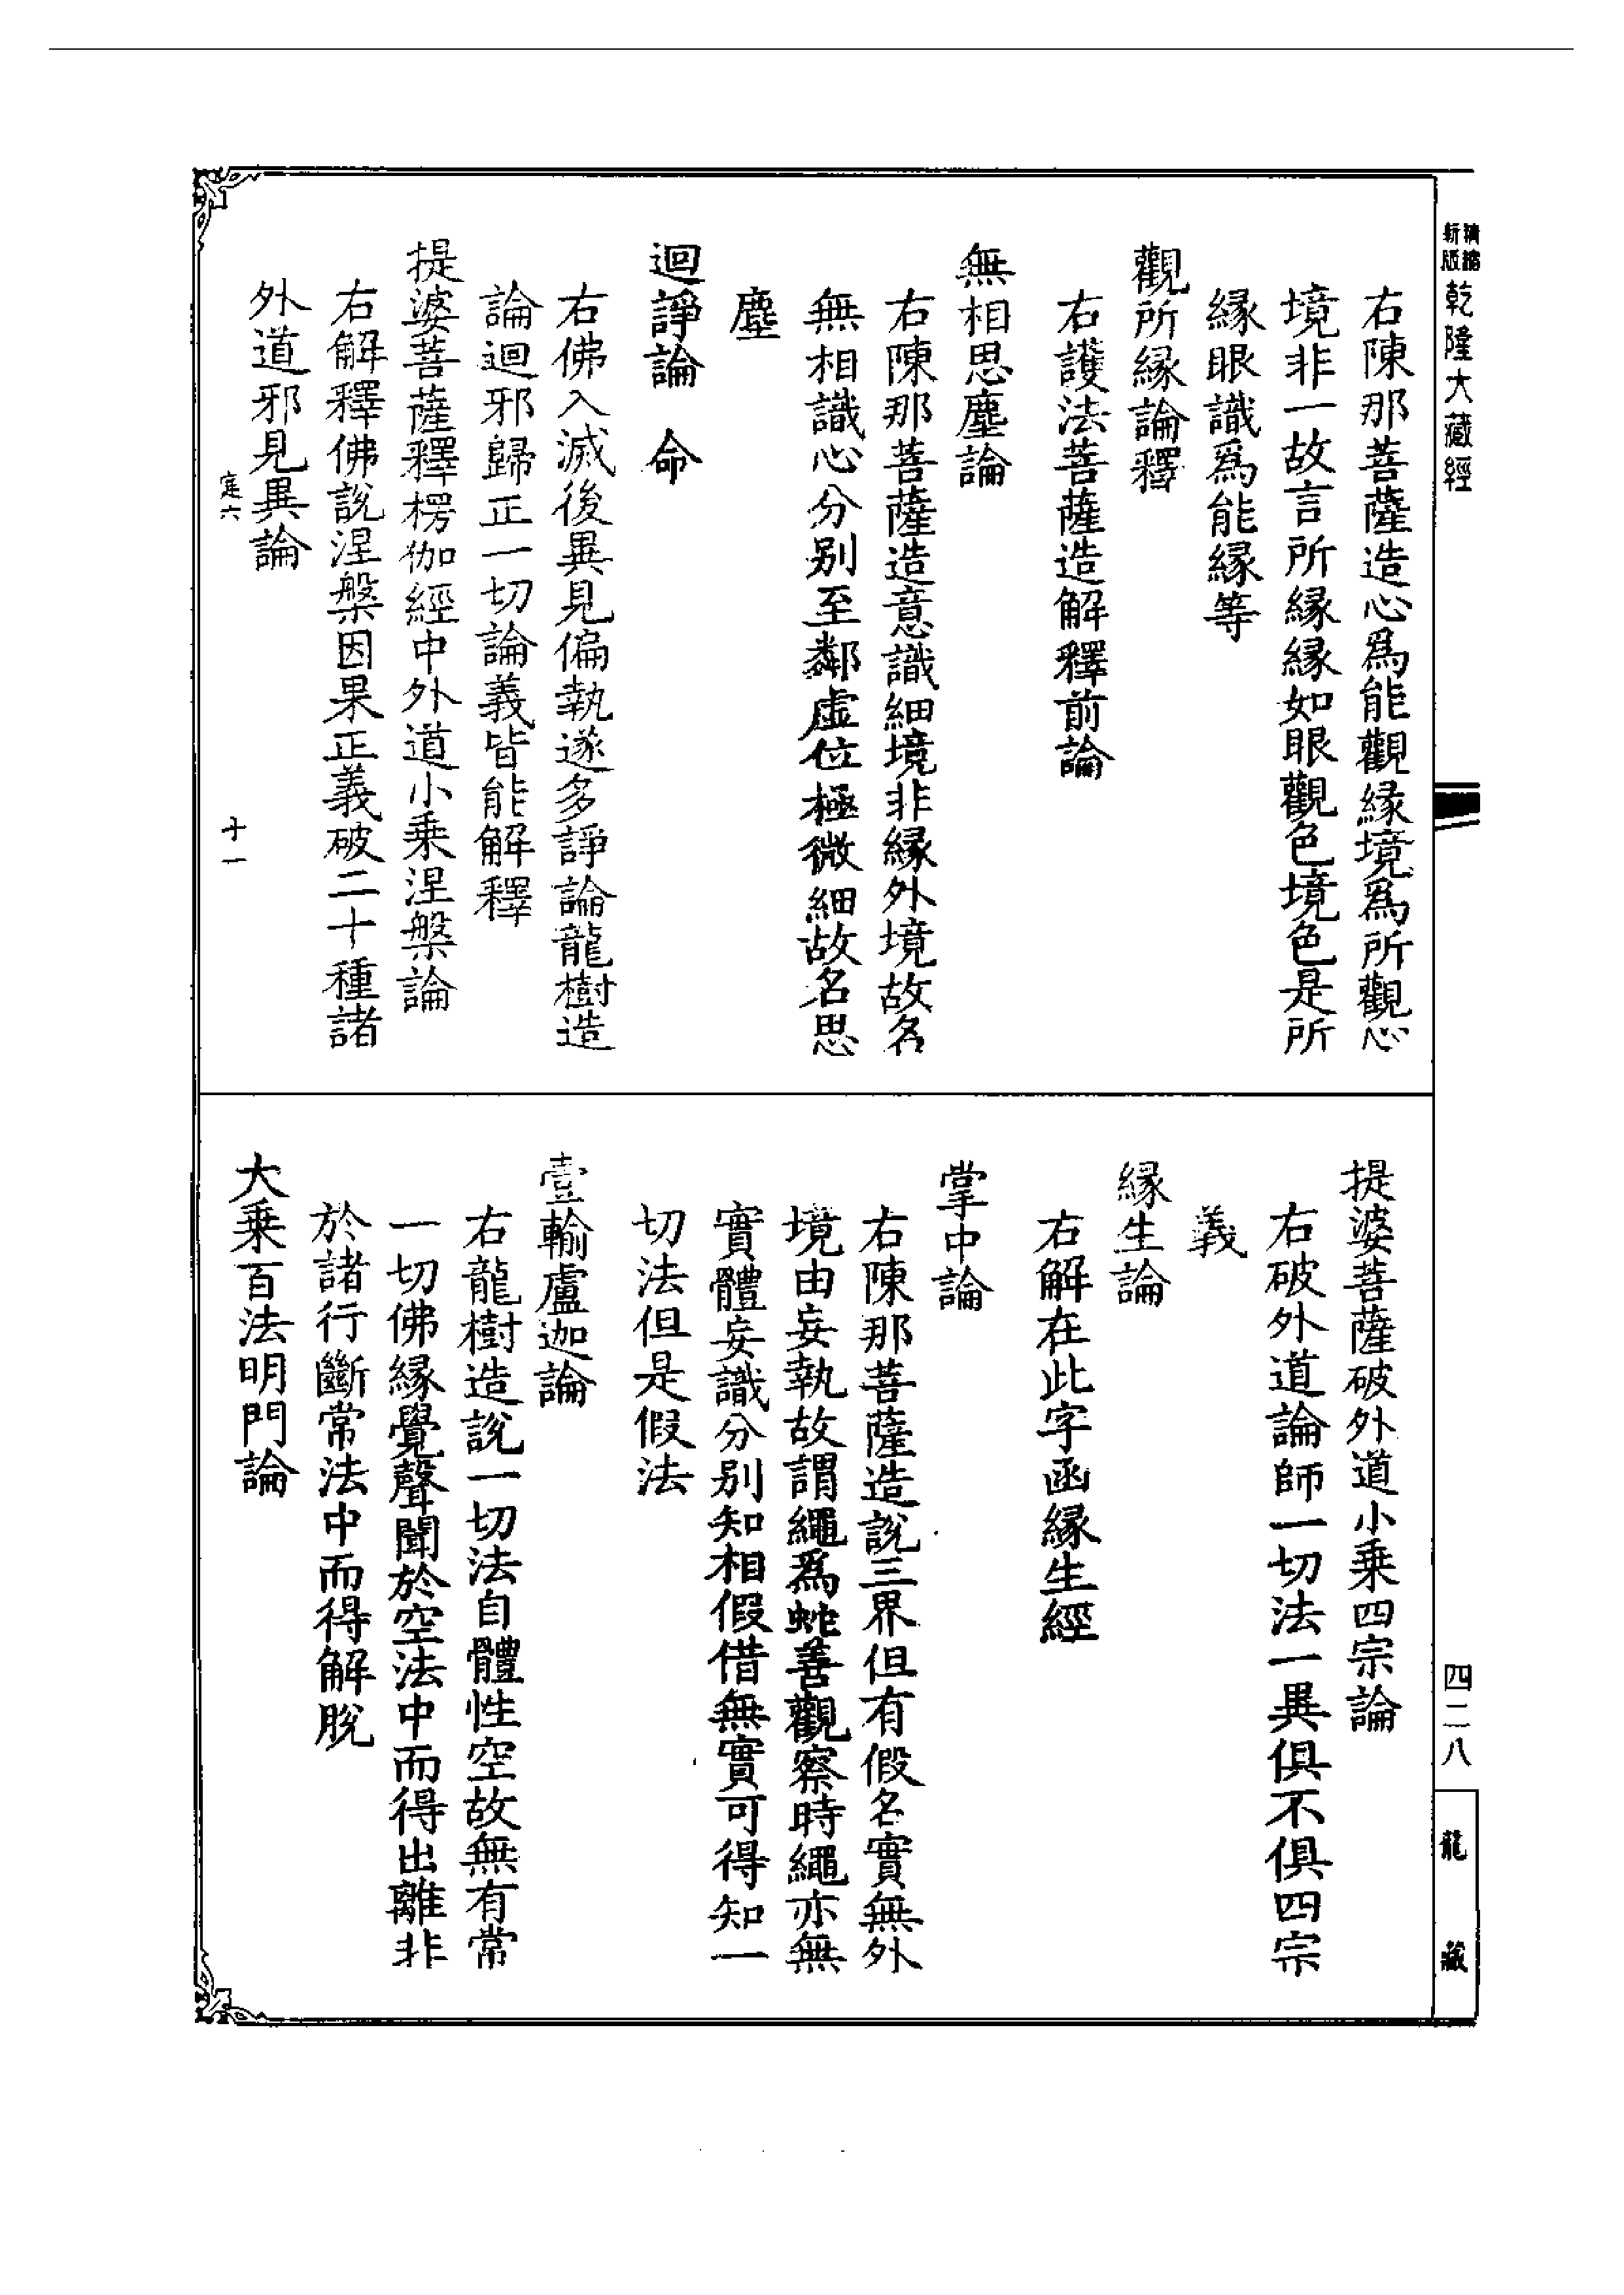 新版精縮乾隆大藏經
四二八
龍藏
右陳那菩薩造心為能觀緣境爲所觀心
境非一故言所緣緣如眼觀色境色是所
緣眼識爲能緣等
觀所緣論釋
右護法菩薩造解釋前論
無相思塵論
右陳那菩薩造意識細境非緣外境故名
無相識心分別至鄰虛位極微細故名思
塵
迴諍論　命
右佛入滅後異見偏執遂多諍論龍樹造
論迴邪歸正一切論義皆能解釋
提婆菩薩釋楞伽經中外道小乘涅槃論
右解釋佛說涅槃因果正義破二十種諸
外道邪見異論
寔六　十一
提婆菩薩破外道小乘四宗論
右破外道論師一切法一異俱不俱四宗
義
緣生論
右解在此字函緣生經
掌中論
右陳那菩薩造說三界但有假名實無外
境由妄執故謂繩爲蛇善觀察時繩亦無
實體妄識分別知相假借無實可得知一
切法但是假法
壹輸盧迦論
右龍樹造說一切法自體性空故無有常
一切佛緣覺聲聞於空法中而得出離非
於諸行斷常法中而得解脫
大乘百法明門論